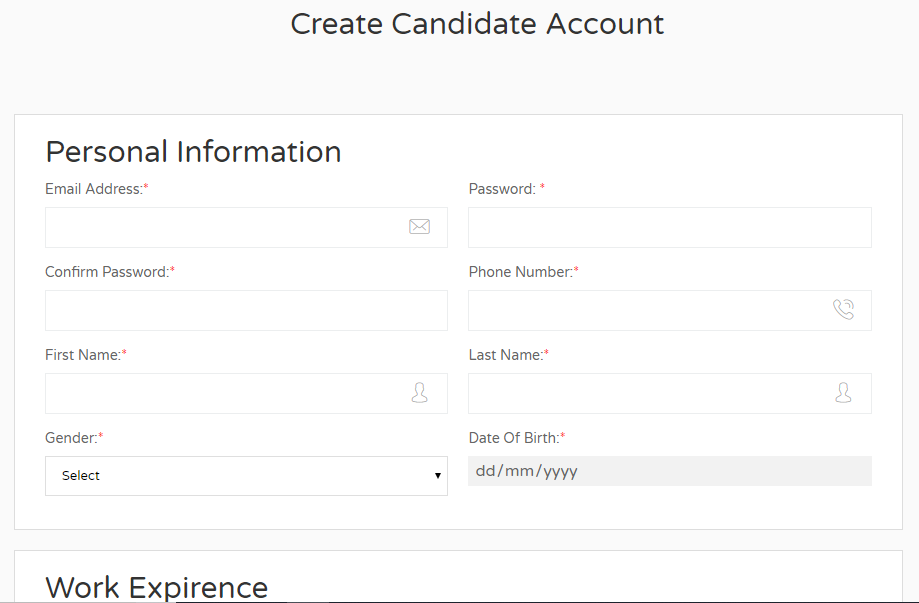 Create Candidate Account
Personal Information
Email Address:* Password: *
Confirm Password:* Phone Number:*
First Name:* Last Name:*
Gender:* Date Of Birth:*
Select dd/mm/yyyy
Work Expirence